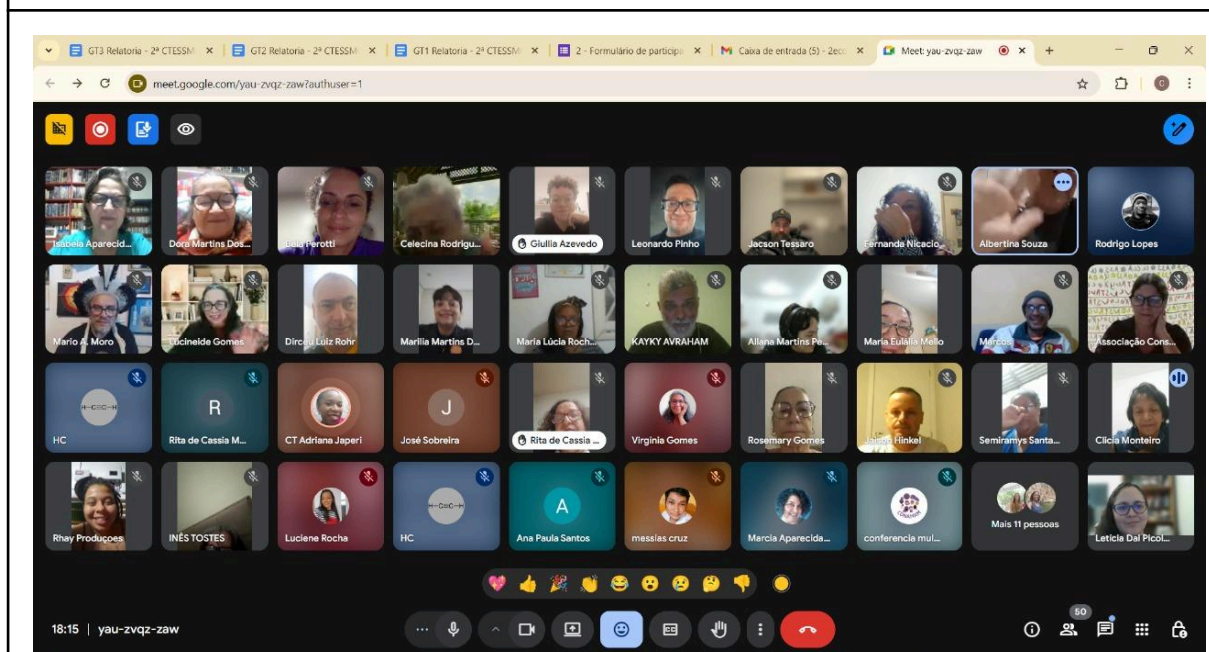 GT3 Relatoria - 2ª CTESSM
GT2 Relatoria - 2ª CTESSM
GT1 Relatoria - 2ª CTESSM
2 - Formulário de participa
Caixa de entrada (5) - 2ec
Meet: yau-zvqz-zaw
meet.google.com/yau-zvqz-zaw?authuser=1
C
Isabela Aparecid...
Dora Martins Dos...
Perotti
Celecina Rodrigu...
Giullia Azevedo
Leonardo Pinho
Jacson Tessaro
Fernanda Nicacio...
Albertina Souza
Rodrigo Lopes
Mario A. Moro
Lucineide Gomes
Dirceu Luiz Rohr
Marilia Martins D...
Maria Lúcia Roch...
KAYKY AVRAHAM
Allana Martins Pe...
Maria Eulália Mello
Marcos
Associação Cons...
HC
R
Rita de Cassia M...
CT Adriana Japeri
J
José Sobreira
Rita de Cassia ...
Virginia Gomes
Rosemary Gomes
Hinkel
Semiramys Santa...
Clicia Monteiro
Rhay Produçoes
INÊS TOSTES
Luciene Rocha
HC
A
Ana Paula Santos
messias cruz
Marcia Aparecida...
conferencia mul...
Mais 11 pessoas
Letícia Dal Picol...
18:15 | yau-zvqz-zaw
50